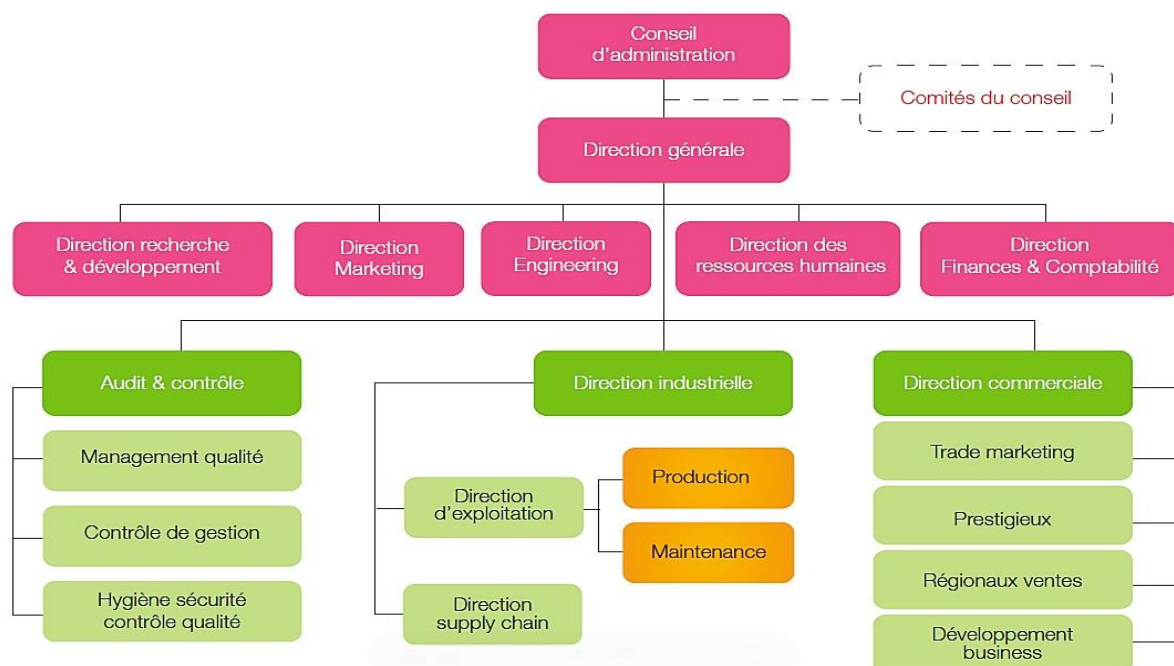 Conseil
d'administration
Comités du conseil
Direction générale
Direction recherche
& développement
Direction
Marketing
Direction
Engineering
Direction des
ressources humaines
Direction
Finances & Comptabilité
Audit & contrôle
Management qualité
Contrôle de gestion
Hygiène sécurité
contrôle qualité
Direction industrielle
Direction
d'exploitation
Production
Maintenance
Direction
supply chain
Direction commerciale
Trade marketing
Prestigieux
Régionaux ventes
Développement
business